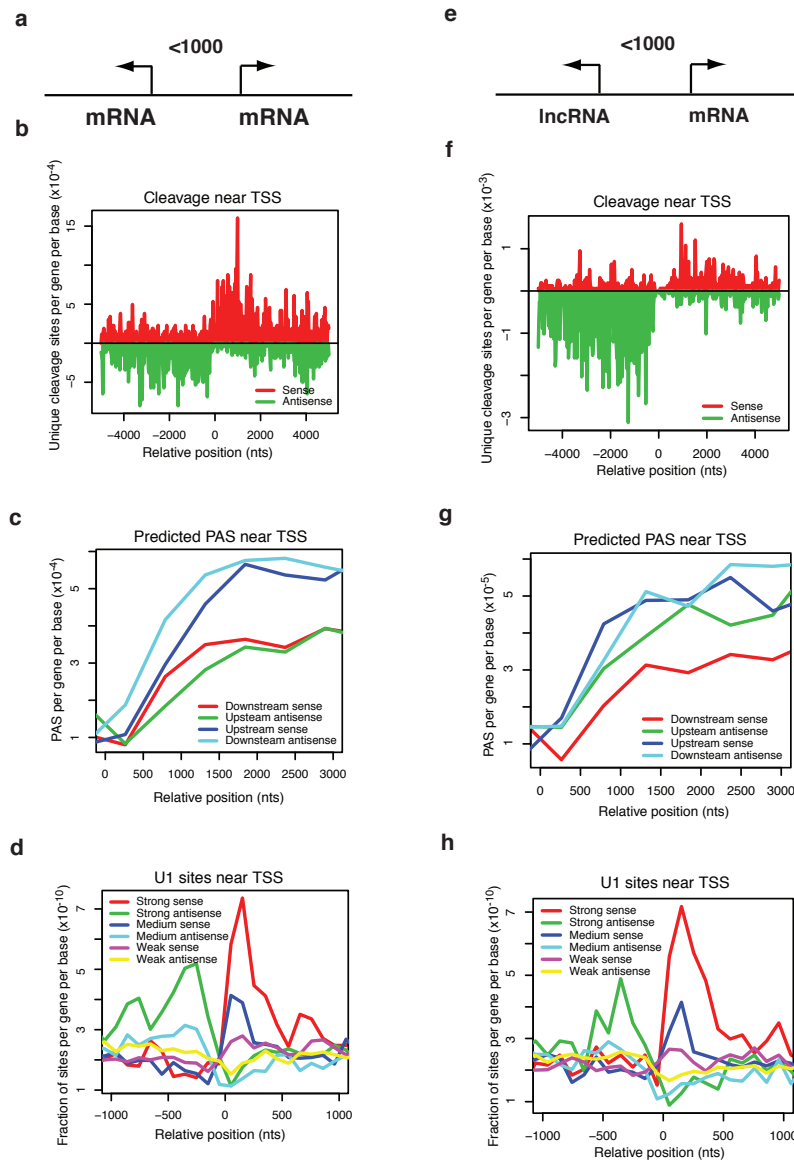 a
<1000
mRNA
mRNA
b
Cleavage near TSS
Unique cleavage sites per gene per base (x10-4)
15
5
−5
Sense
Antisense
−4000 −2000 0 2000 4000
Relative position (nts)
c
Predicted PAS near TSS
PAS per gene per base (x10-4)
5
3
1
Downstream sense
Upsteam antisense
Upstream sense
Downsteam antisense
0 500 1000 1500 2000 2500 3000
Relative position (nts)
d
U1 sites near TSS
Fraction of sites per gene per base (x10-10)
7
5
3
1
Strong sense
Strong antisense
Medium sense
Medium antisense
Weak sense
Weak antisense
−1000 −500 0 500 1000
Relative position (nts)
e
<1000
lncRNA
mRNA
f
Cleavage near TSS
Unique cleavage sites per gene per base (x10-3)
1
−1
−3
Sense
Antisense
−4000 −2000 0 2000 4000
Relative position (nts)
g
Predicted PAS near TSS
PAS per gene per base (x10-5)
5
3
1
Downstream sense
Upsteam antisense
Upstream sense
Downsteam antisense
0 500 1000 1500 2000 2500 3000
Relative position (nts)
h
U1 sites near TSS
Fraction of sites per gene per base (x10-10)
7
5
3
1
Strong sense
Strong antisense
Medium sense
Medium antisense
Weak sense
Weak antisense
−1000 −500 0 500 1000
Relative position (nts)